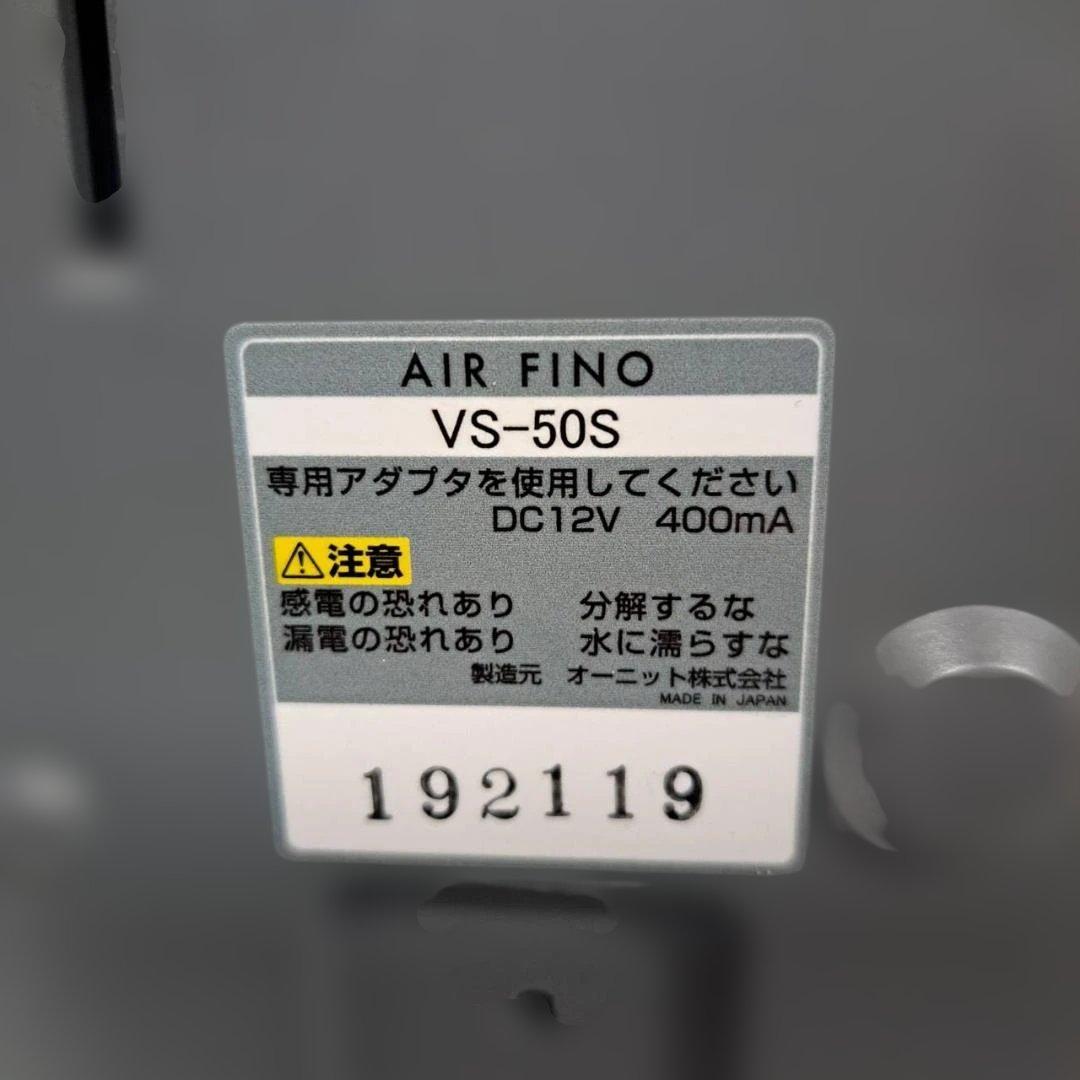 AIR FINO
VS-50S
専用アダプタを使用してください
DC12V 400mA
注意
感電の恐れあり 分解するな
漏電の恐れあり 水に濡らすな
製造元 オーニット株式会社
MADE IN JAPAN
192119